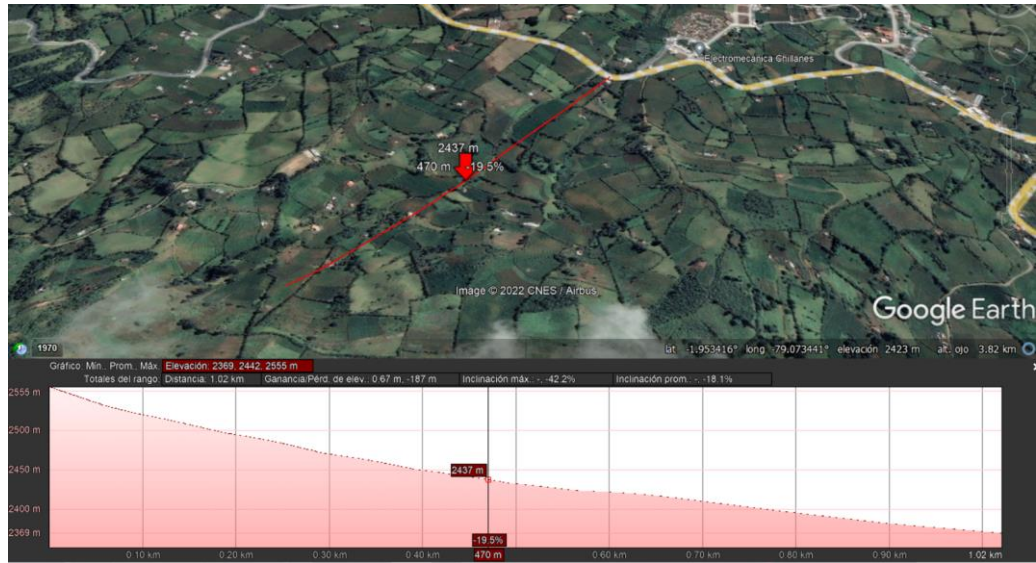 Electromecánica Ghillanes
2437 m
470 m -19.5%
Image © 2022 CNES / Airbus
Google Earth
1970
lat -1.953416° long -79.073441° elevación 2423 m alt. ojo 3.82 km
Gráfico: Mín., Prom., Máx. Elevación: 2369, 2442, 2555 m
Totales del rango: Distancia: 1.02 km Ganancia/Pérd. de elev.: 0.67 m, -187 m Inclinación máx.: -, -42.2% Inclinación prom.: -, -18.1%
2555 m
2500 m
2450 m
2437 m
2400 m
2369 m
-19.5%
0.10 km 0.20 km 0.30 km 0.40 km 470 m 0.60 km 0.70 km 0.80 km 0.90 km 1.02 km